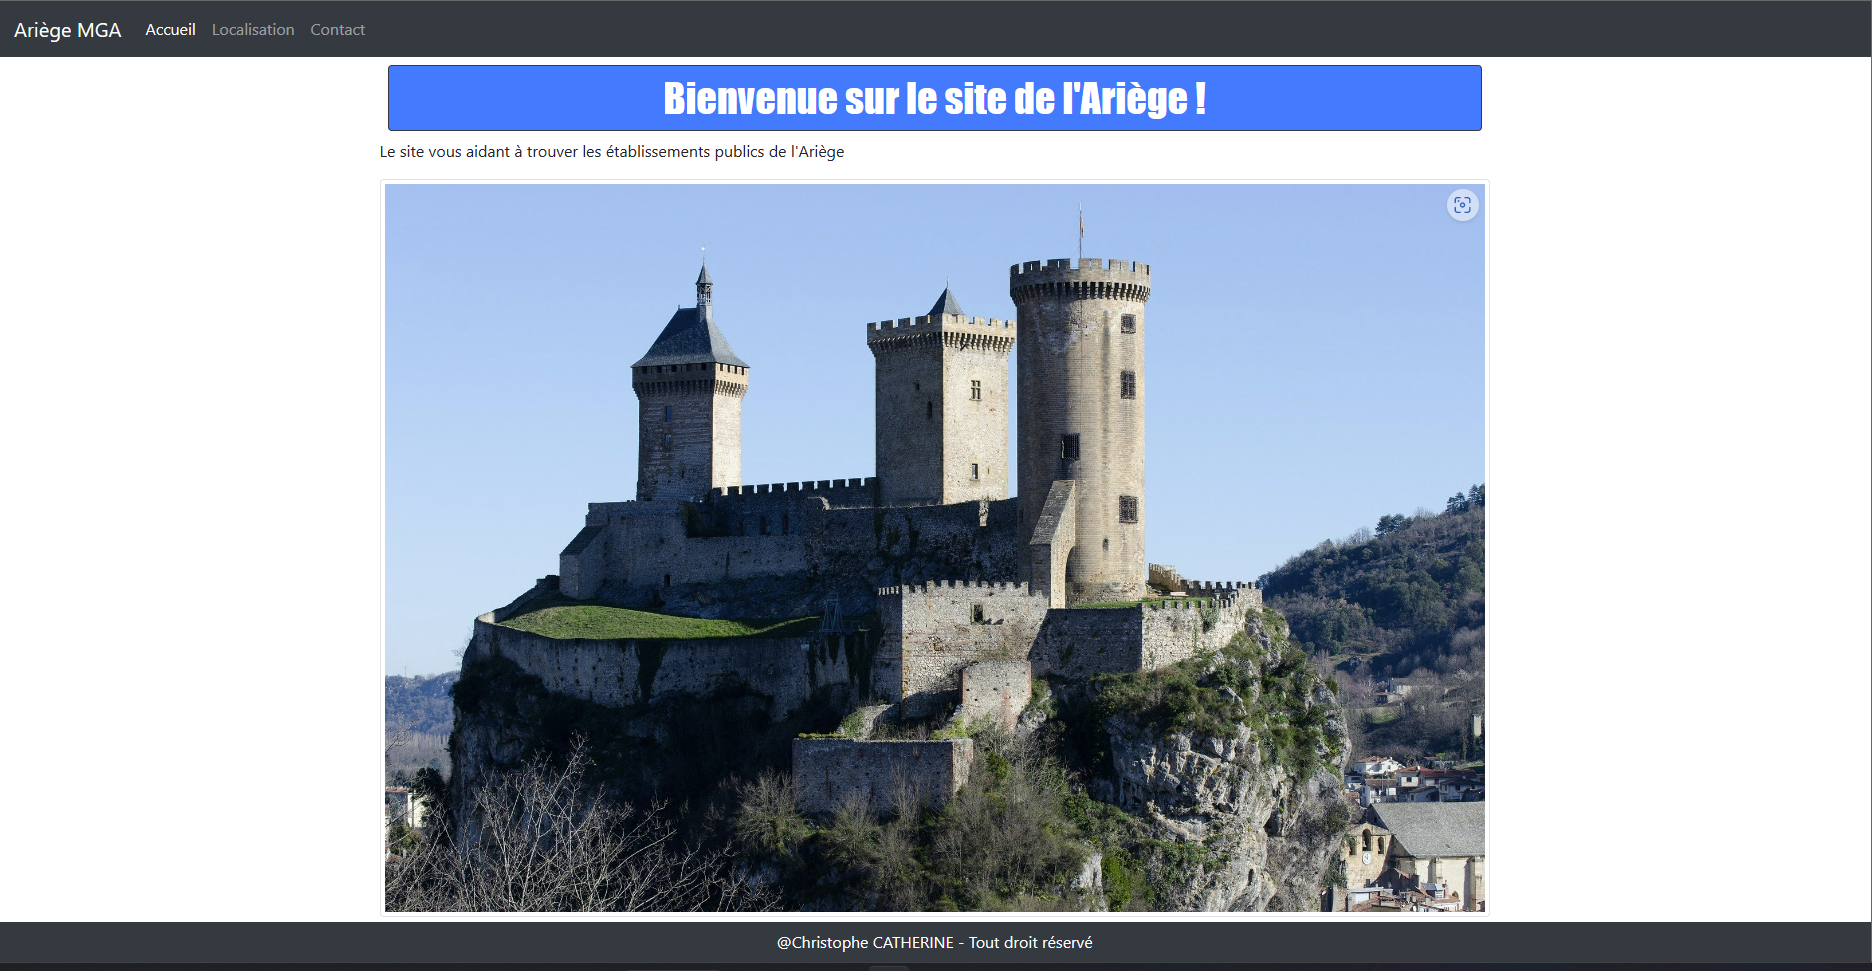 Ariège MGA Accueil Localisation Contact
Bienvenue sur le site de l'Ariège !
Le site vous aidant à trouver les établissements publics de l'Ariège
@Christophe CATHERINE - Tout droit réservé